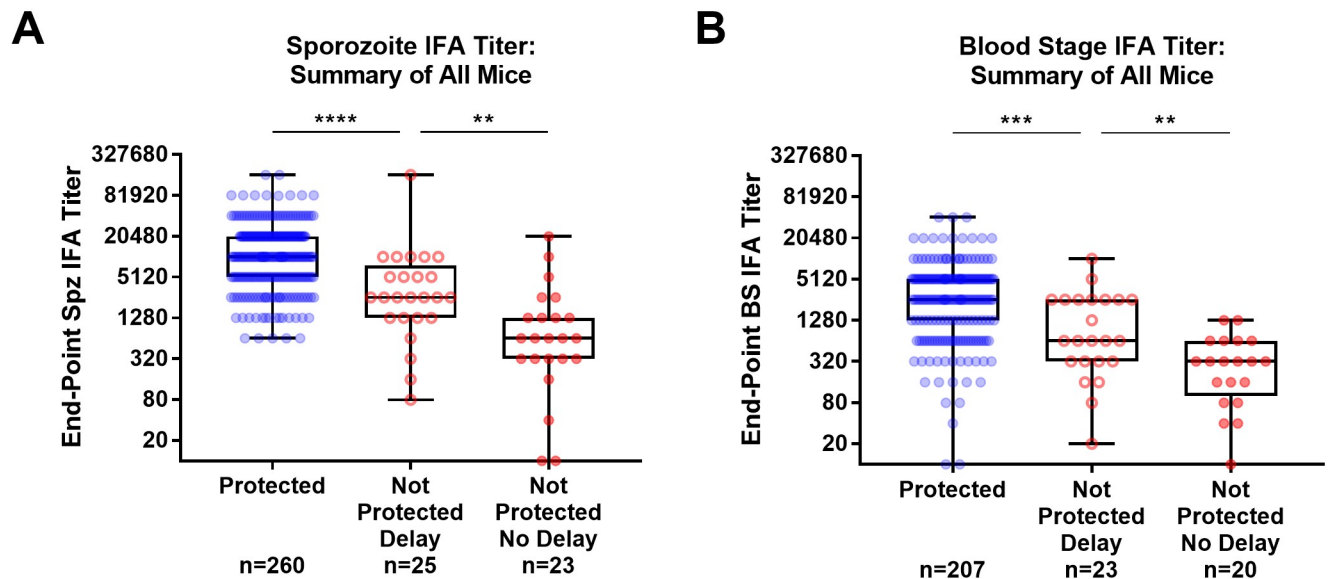 A
Sporozoite IFA Titer:
Summary of All Mice
****
**
End-Point Spz IFA Titer
327680
81920
20480
5120
1280
320
80
20
Protected
Not
Protected
Delay
Not
Protected
No Delay
n=260
n=25
n=23
B
Blood Stage IFA Titer:
Summary of All Mice
***
**
End-Point BS IFA Titer
327680
81920
20480
5120
1280
320
80
20
Protected
Not
Protected
Delay
Not
Protected
No Delay
n=207
n=23
n=20